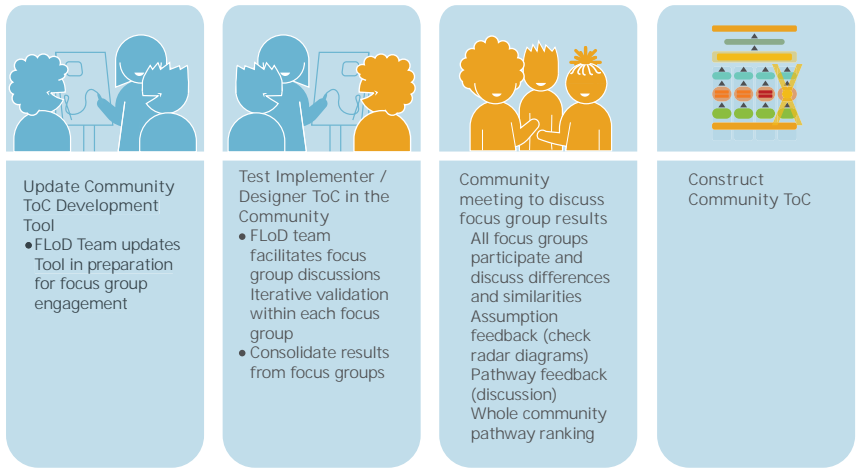 Update Community
ToC Development
Tool
● FLoD Team updates
Tool in preparation
for focus group
engagement
Test Implementer /
Designer ToC in the
Community
● FLoD team
facilitates focus
group discussions
Iterative validation
within each focus
group
● Consolidate results
from focus groups
Community
meeting to discuss
focus group results
All focus groups
participate and
discuss differences
and similarities
Assumption
feedback (check
radar diagrams)
Pathway feedback
(discussion)
Whole community
pathway ranking
Construct
Community ToC